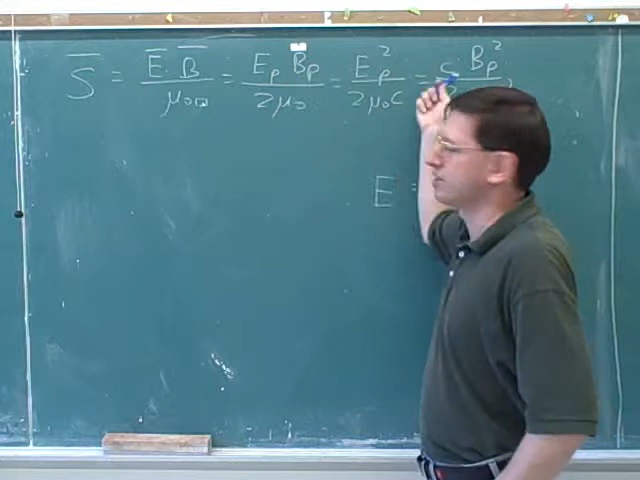 S̅ = E̅ B̅ / μ₀ = E_p B_p / 2μ₀ = E_p² / 2μ₀c = c B_p²
E =